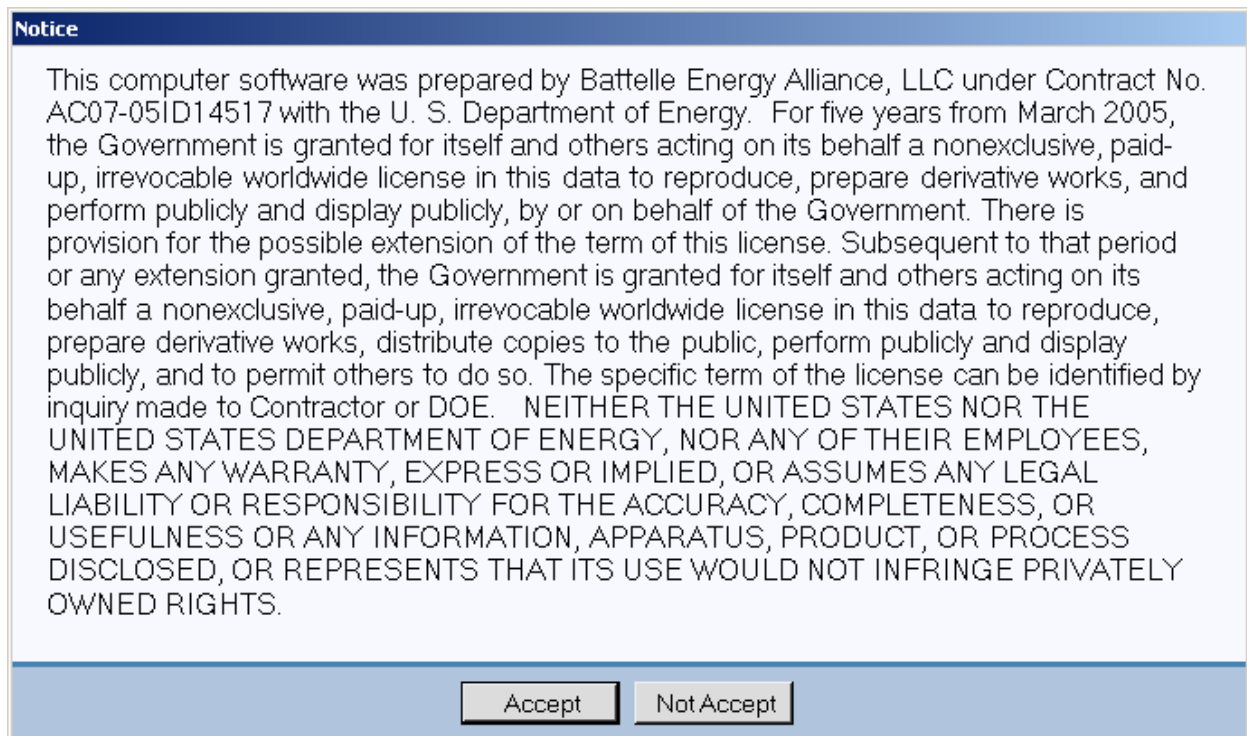 Notice
This computer software was prepared by Battelle Energy Alliance, LLC under Contract No.
AC07-05ID14517 with the U. S. Department of Energy.  For five years from March 2005,
the Government is granted for itself and others acting on its behalf a nonexclusive, paid-
up, irrevocable worldwide license in this data to reproduce, prepare derivative works, and
perform publicly and display publicly, by or on behalf of the Government. There is
provision for the possible extension of the term of this license. Subsequent to that period
or any extension granted, the Government is granted for itself and others acting on its
behalf a nonexclusive, paid-up, irrevocable worldwide license in this data to reproduce,
prepare derivative works, distribute copies to the public, perform publicly and display
publicly, and to permit others to do so. The specific term of the license can be identified by
inquiry made to Contractor or DOE.   NEITHER THE UNITED STATES NOR THE
UNITED STATES DEPARTMENT OF ENERGY, NOR ANY OF THEIR EMPLOYEES,
MAKES ANY WARRANTY, EXPRESS OR IMPLIED, OR ASSUMES ANY LEGAL
LIABILITY OR RESPONSIBILITY FOR THE ACCURACY, COMPLETENESS, OR
USEFULNESS OR ANY INFORMATION, APPARATUS, PRODUCT, OR PROCESS
DISCLOSED, OR REPRESENTS THAT ITS USE WOULD NOT INFRINGE PRIVATELY
OWNED RIGHTS.
Accept Not Accept